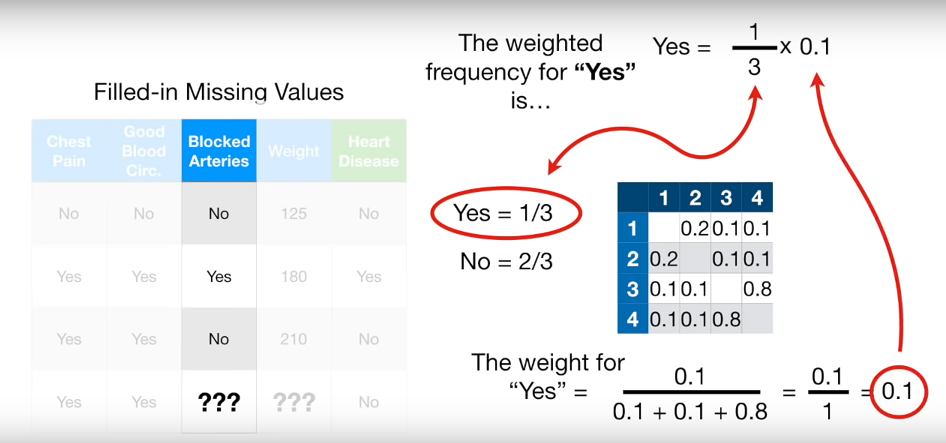 The weighted
frequency for “Yes”
is…
Yes = 1/3 x 0.1
Filled-in Missing Values
Chest Pain Good Blood Circ. Blocked Arteries Weight Heart Disease
No No No 125 No
Yes Yes Yes 180 Yes
Yes Yes No 210 No
Yes Yes ??? ??? No
Yes = 1/3
No = 2/3
1 2 3 4
1 0.2 0.1 0.1
2 0.2 0.1 0.1
3 0.1 0.1 0.8
4 0.1 0.1 0.8
The weight for
“Yes” = 0.1 / 0.1 + 0.1 + 0.8 = 0.1 / 1 = 0.1